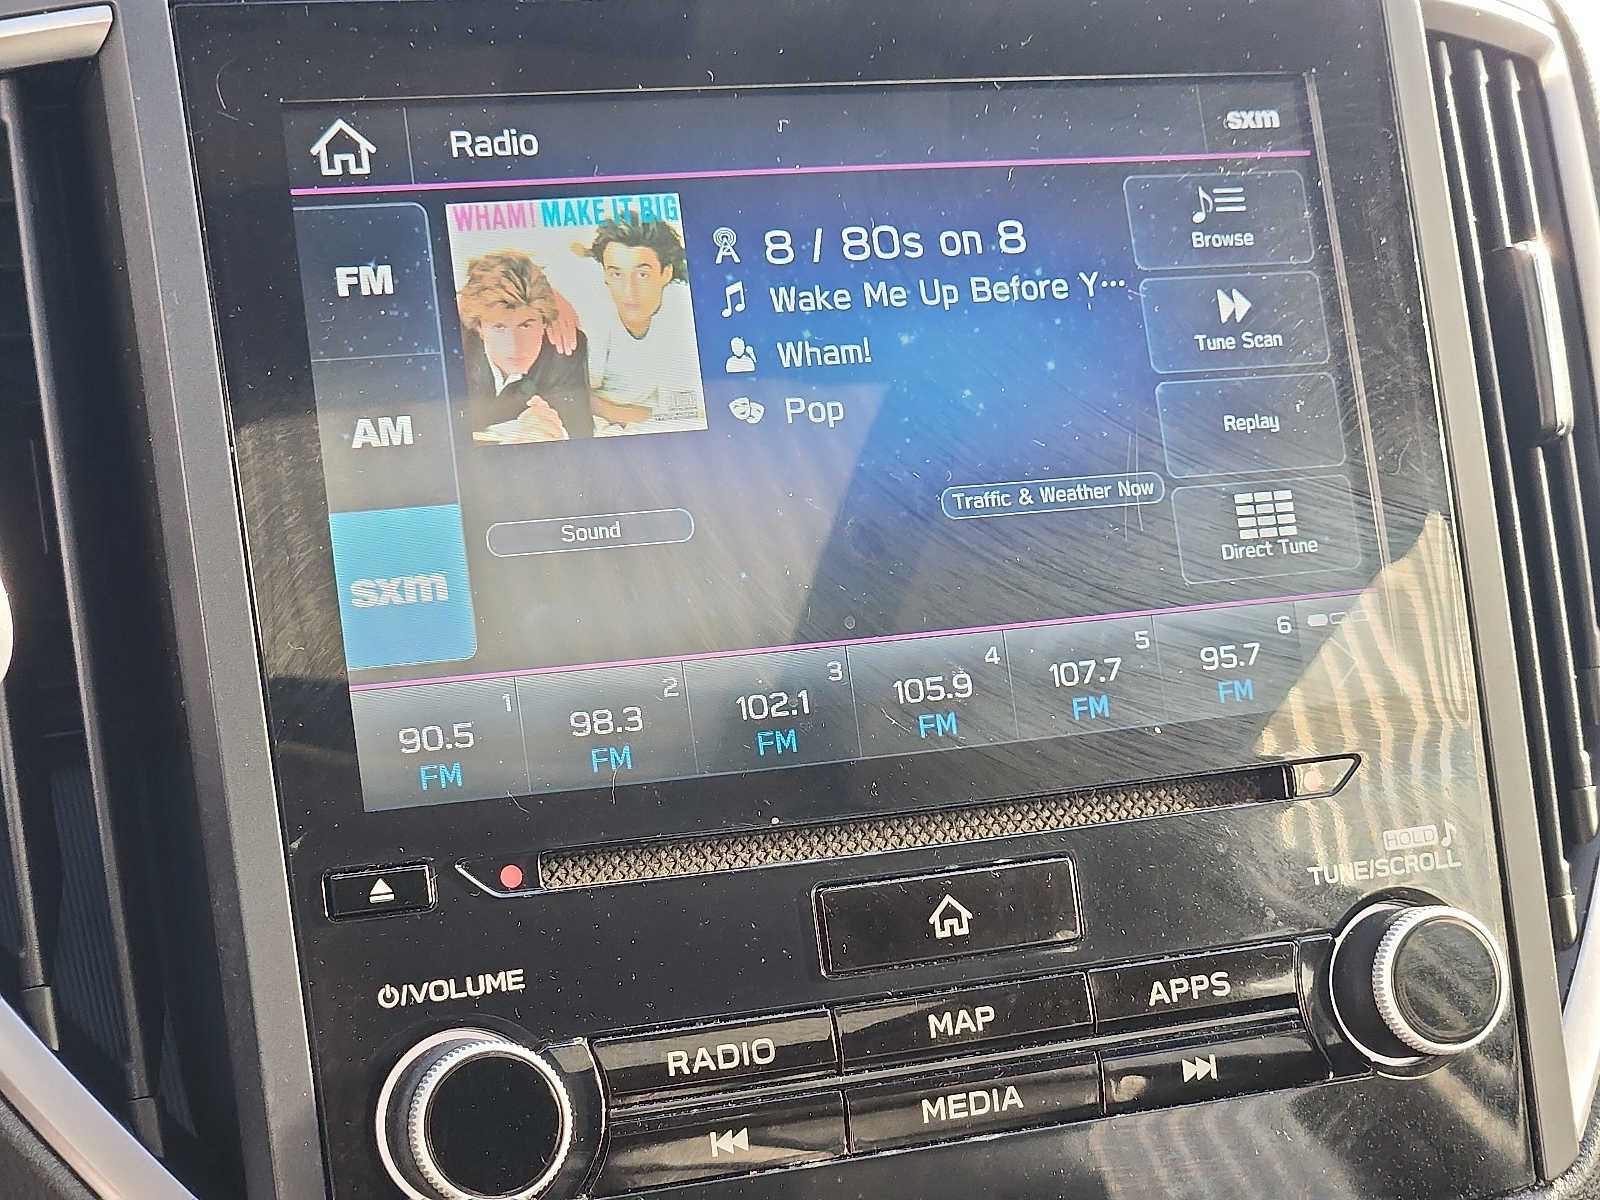 Radio
sxm
FM
AM
sxm
WHAM! MAKE IT BIG
8 / 80s on 8
Wake Me Up Before Y···
Wham!
Pop
Browse
Tune Scan
Replay
Direct Tune
Traffic & Weather Now
Sound
1
90.5
FM
2
98.3
FM
3
102.1
FM
4
105.9
FM
5
107.7
FM
6
95.7
FM
HOLD
TUNE/SCROLL
/VOLUME
RADIO
MAP
APPS
MEDIA